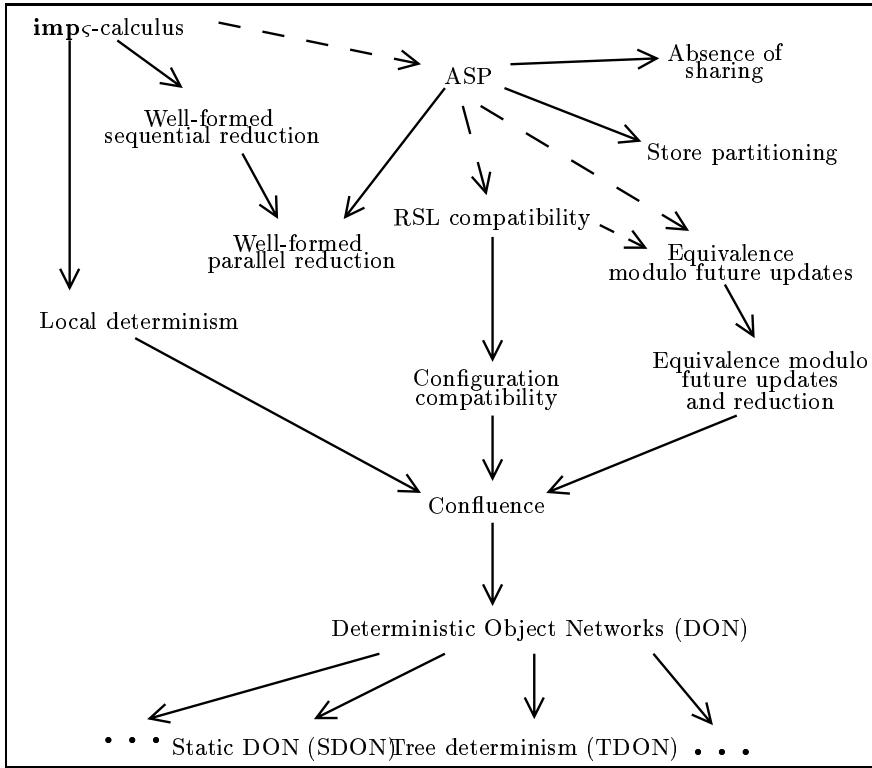 impς-calculus
Absence of
sharing
ASP
Well-formed
sequential reduction
Store partitioning
RSL compatibility
Well-formed
parallel reduction
Equivalence
modulo future updates
Local determinism
Equivalence modulo
future updates
and reduction
Configuration
compatibility
Confluence
Deterministic Object Networks (DON)
• • • Static DON (SDON) Tree determinism (TDON) • • •